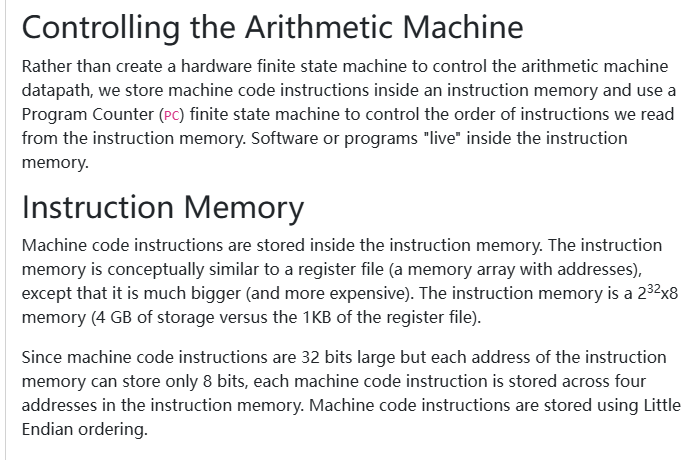 Controlling the Arithmetic Machine
Rather than create a hardware finite state machine to control the arithmetic machine
datapath, we store machine code instructions inside an instruction memory and use a
Program Counter (PC) finite state machine to control the order of instructions we read
from the instruction memory. Software or programs "live" inside the instruction
memory.
Instruction Memory
Machine code instructions are stored inside the instruction memory. The instruction
memory is conceptually similar to a register file (a memory array with addresses),
except that it is much bigger (and more expensive). The instruction memory is a 2³²x8
memory (4 GB of storage versus the 1KB of the register file).
Since machine code instructions are 32 bits large but each address of the instruction
memory can store only 8 bits, each machine code instruction is stored across four
addresses in the instruction memory. Machine code instructions are stored using Little
Endian ordering.